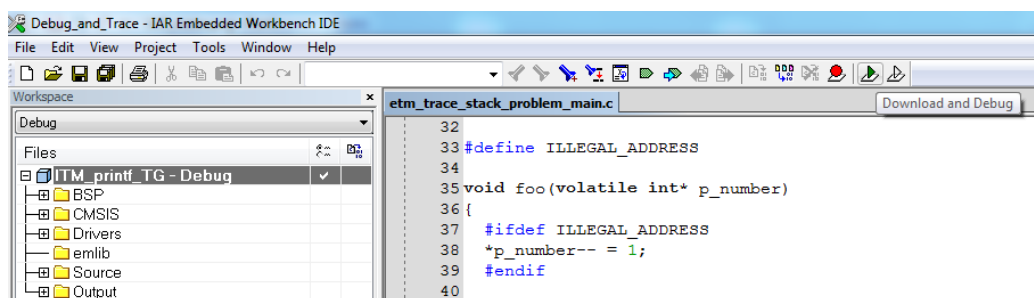 Debug_and_Trace - IAR Embedded Workbench IDE
File Edit View Project Tools Window Help
Workspace x
etm_trace_stack_problem_main.c
Download and Debug
Debug
Files
ITM_printf_TG - Debug
BSP
CMSIS
Drivers
emlib
Source
Output
32
33 #define ILLEGAL_ADDRESS
34
35 void foo(volatile int* p_number)
36 {
37 #ifdef ILLEGAL_ADDRESS
38 *p_number-- = 1;
39 #endif
40